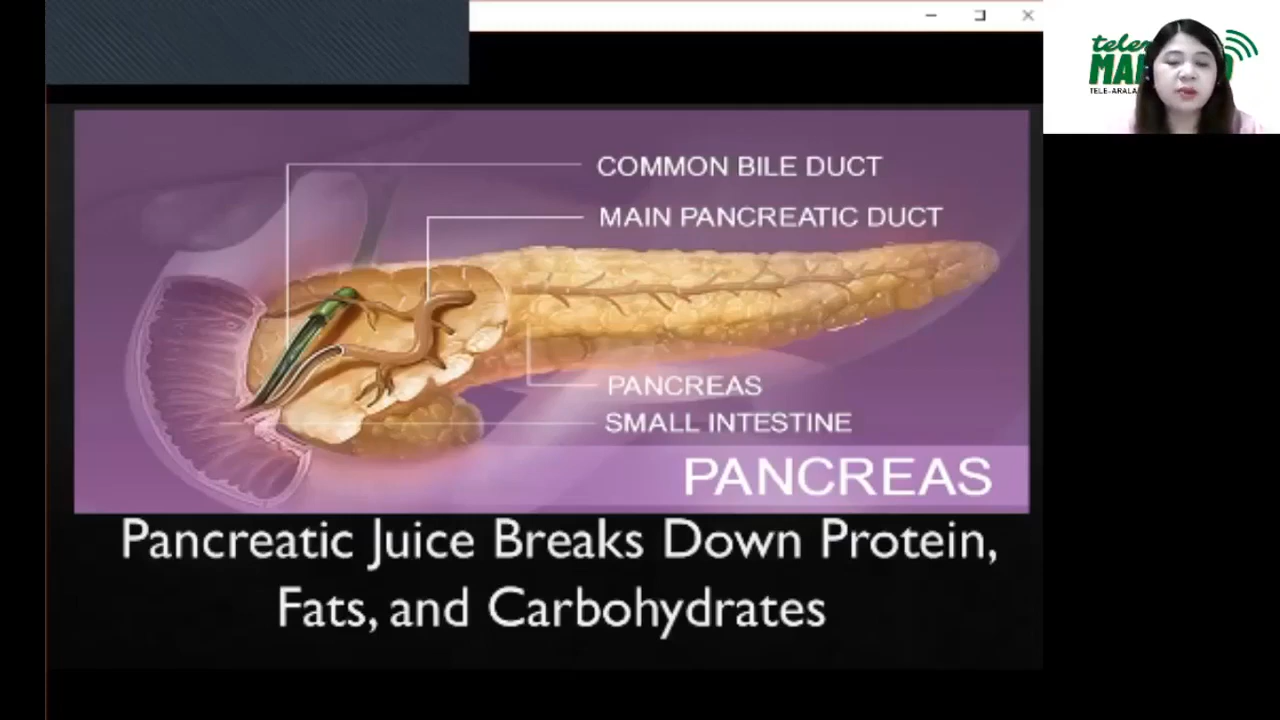 COMMON BILE DUCT
MAIN PANCREATIC DUCT
PANCREAS
SMALL INTESTINE
PANCREAS
Pancreatic Juice Breaks Down Protein,
Fats, and Carbohydrates